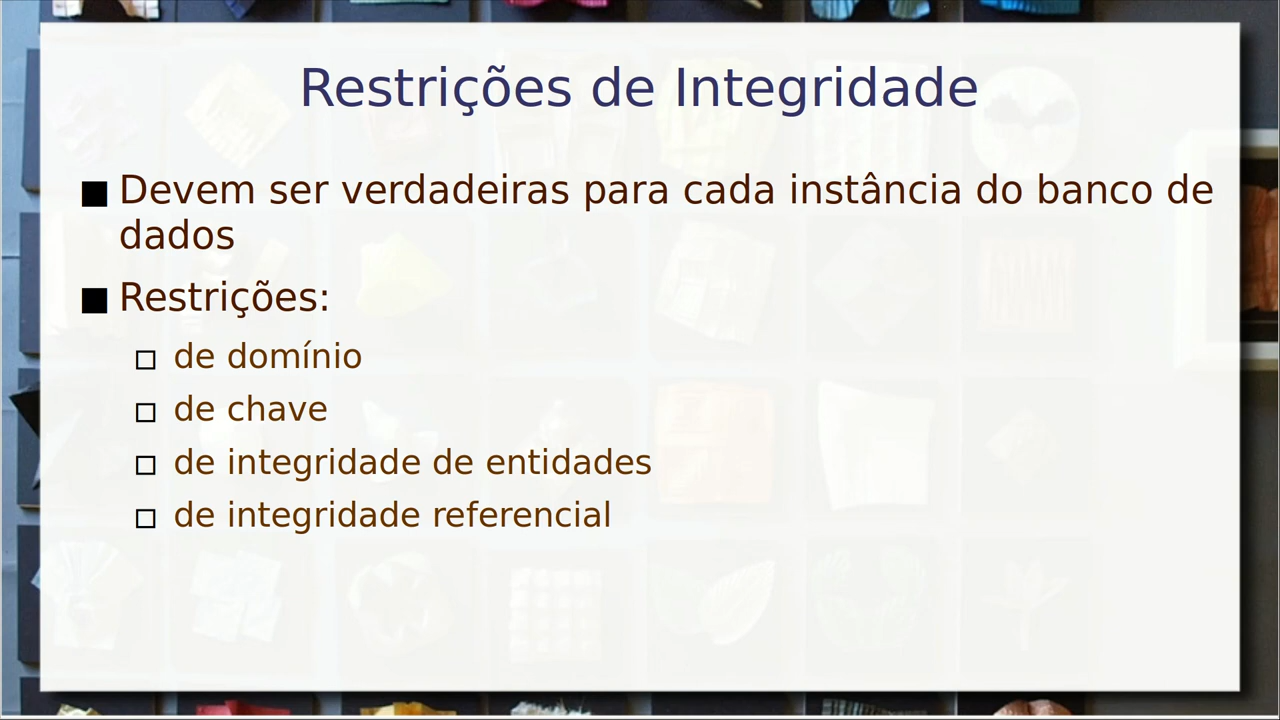 Restrições de Integridade
Devem ser verdadeiras para cada instância do banco de
dados
Restrições:
de domínio
de chave
de integridade de entidades
de integridade referencial